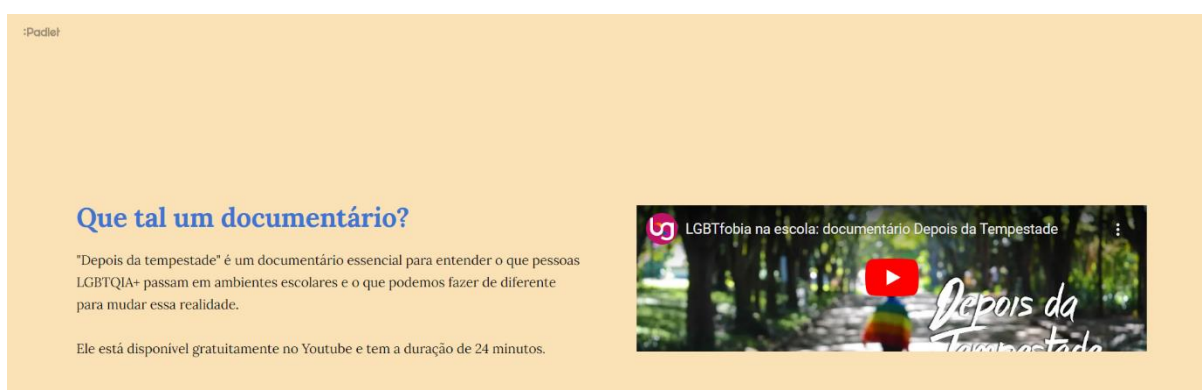 :Padlet
Que tal um documentário?
"Depois da tempestade" é um documentário essencial para entender o que pessoas
LGBTQIA+ passam em ambientes escolares e o que podemos fazer de diferente
para mudar essa realidade.
Ele está disponível gratuitamente no Youtube e tem a duração de 24 minutos.
LGBTfobia na escola: documentário Depois da Tempestade
Depois da
Tempestade